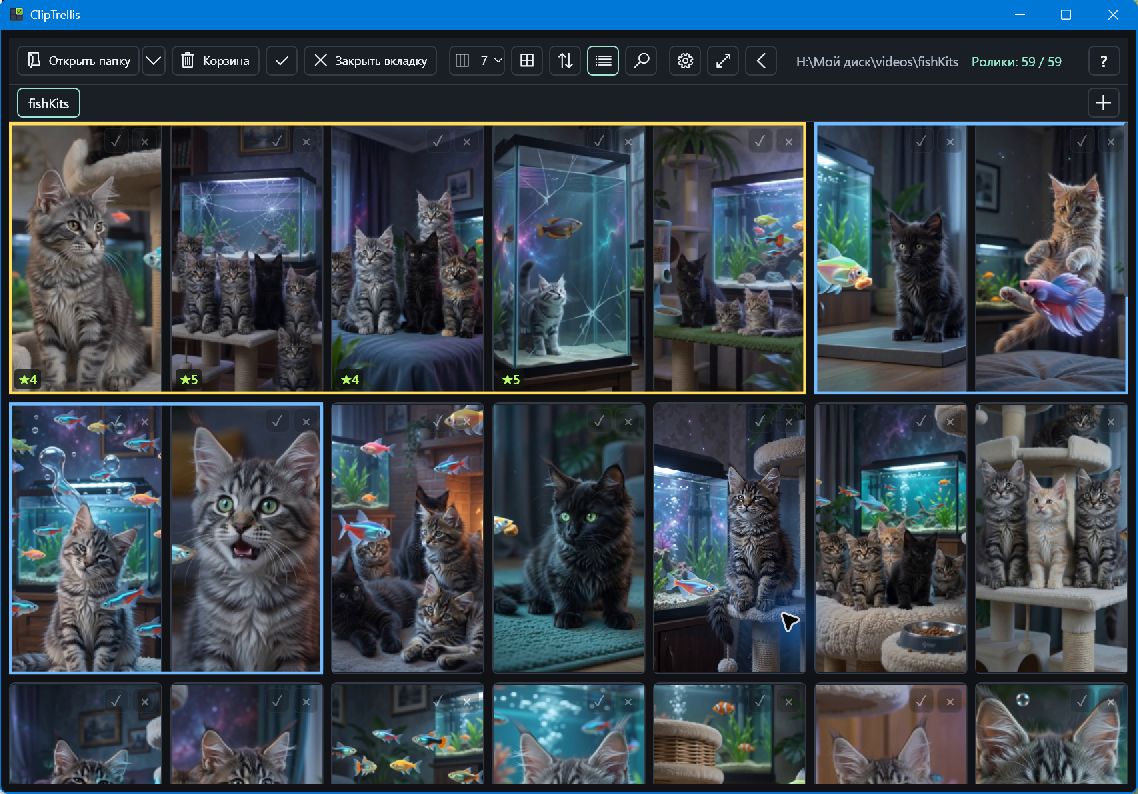 ClipTrellis
Открыть папку Корзина Закрыть вкладку 7 H:\Мой диск\videos\fishKits Ролики: 59 / 59 ?
fishKits
★4 ★5 ★4 ★5